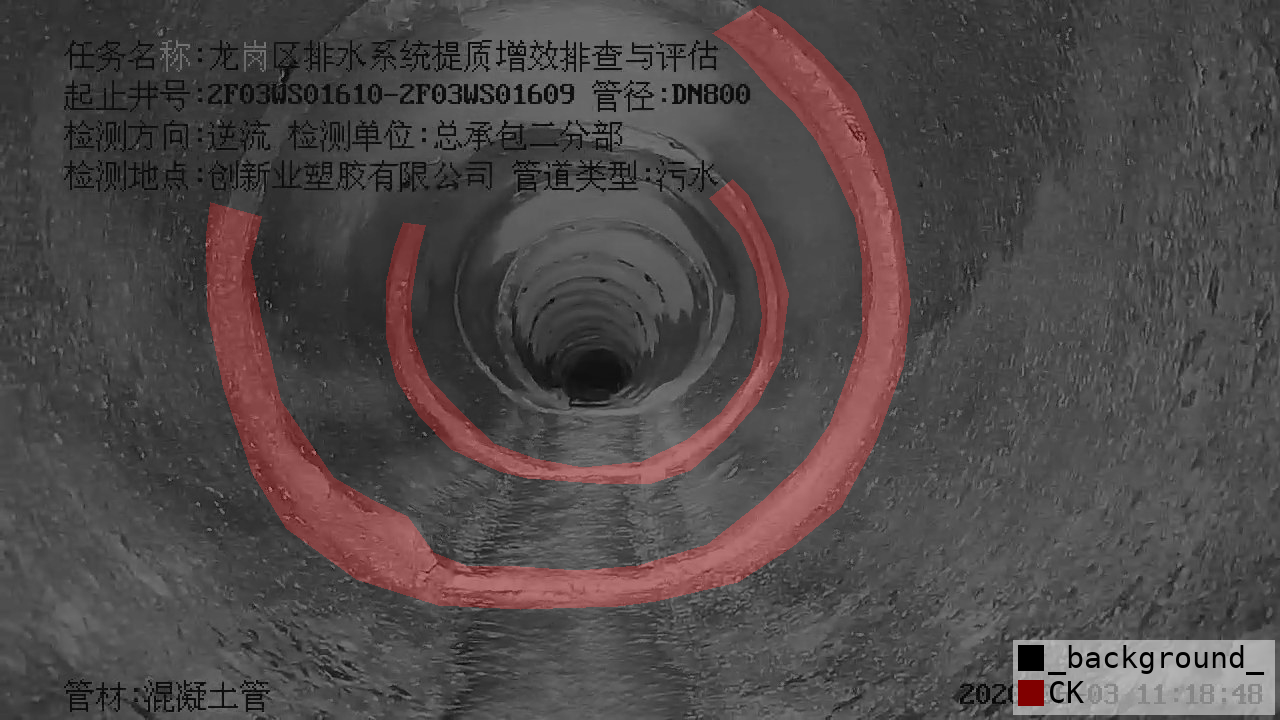 任务名称:龙岗区排水系统提质增效排查与评估
起止井号:2F03WS01610-2F03WS01609 管径:DN800
检测方向:逆流 检测单位:总承包二分部
检测地点:创新业塑胶有限公司 管道类型:污水
_background_
CK
管材:混凝土管
03 11:18:48